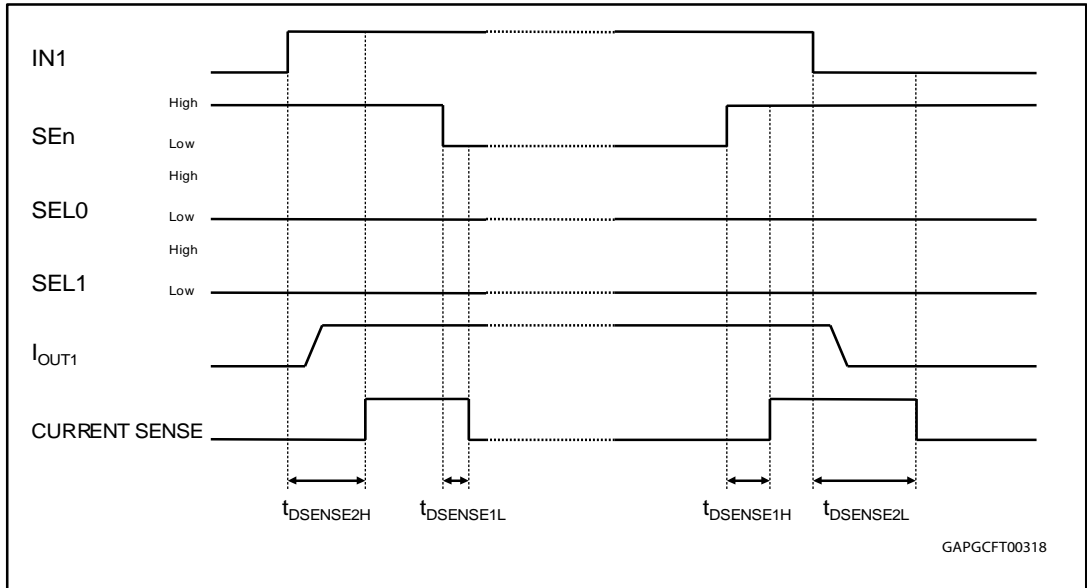 IN1
High
SEn
Low
High
SEL0
Low
High
SEL1
Low
IOUT1
CURRENT SENSE
tDSENSE2H tDSENSE1L tDSENSE1H tDSENSE2L
GAPGCFT00318